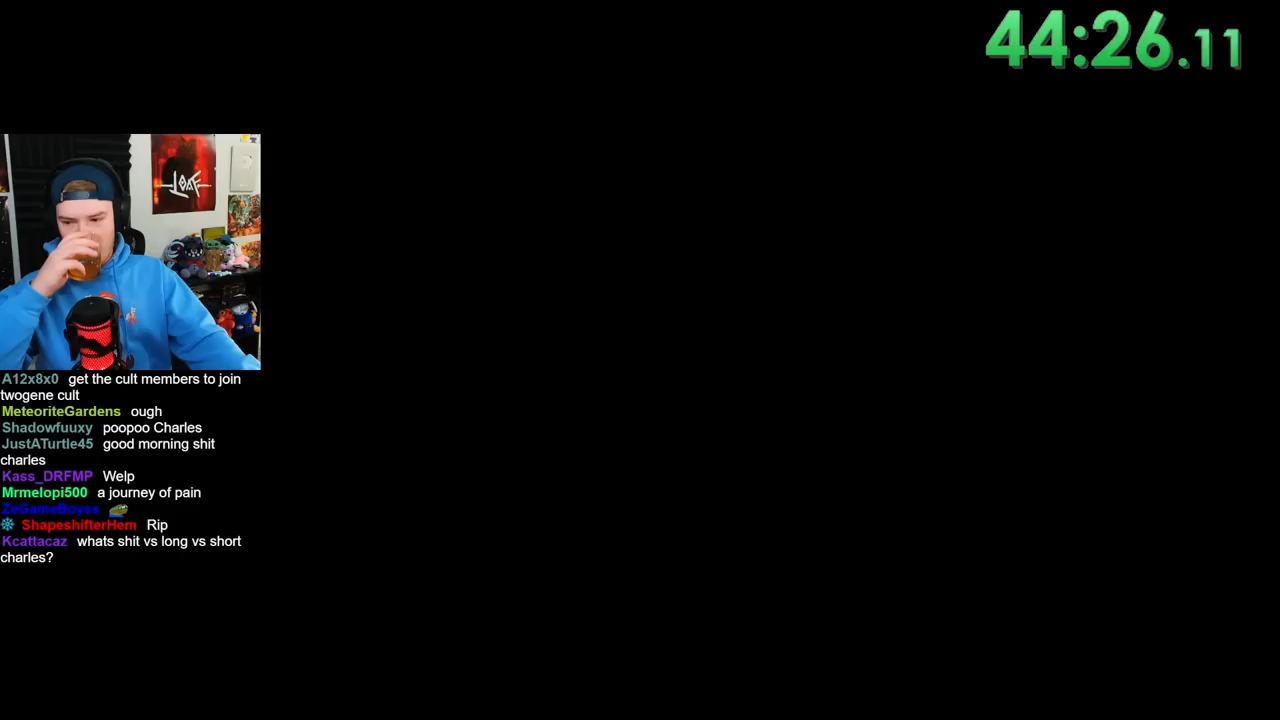 44:26.11
LOAF
A12x8x0 get the cult members to join
twogene cult
MeteoriteGardens ough
Shadowfuuxy poopoo Charles
JustATurtle45 good morning shit
charles
Kass_DRFMP Welp
Mrmelopi500 a journey of pain
ZeGameBoyss
ShapeshifterHem Rip
Kcattacaz whats shit vs long vs short
charles?